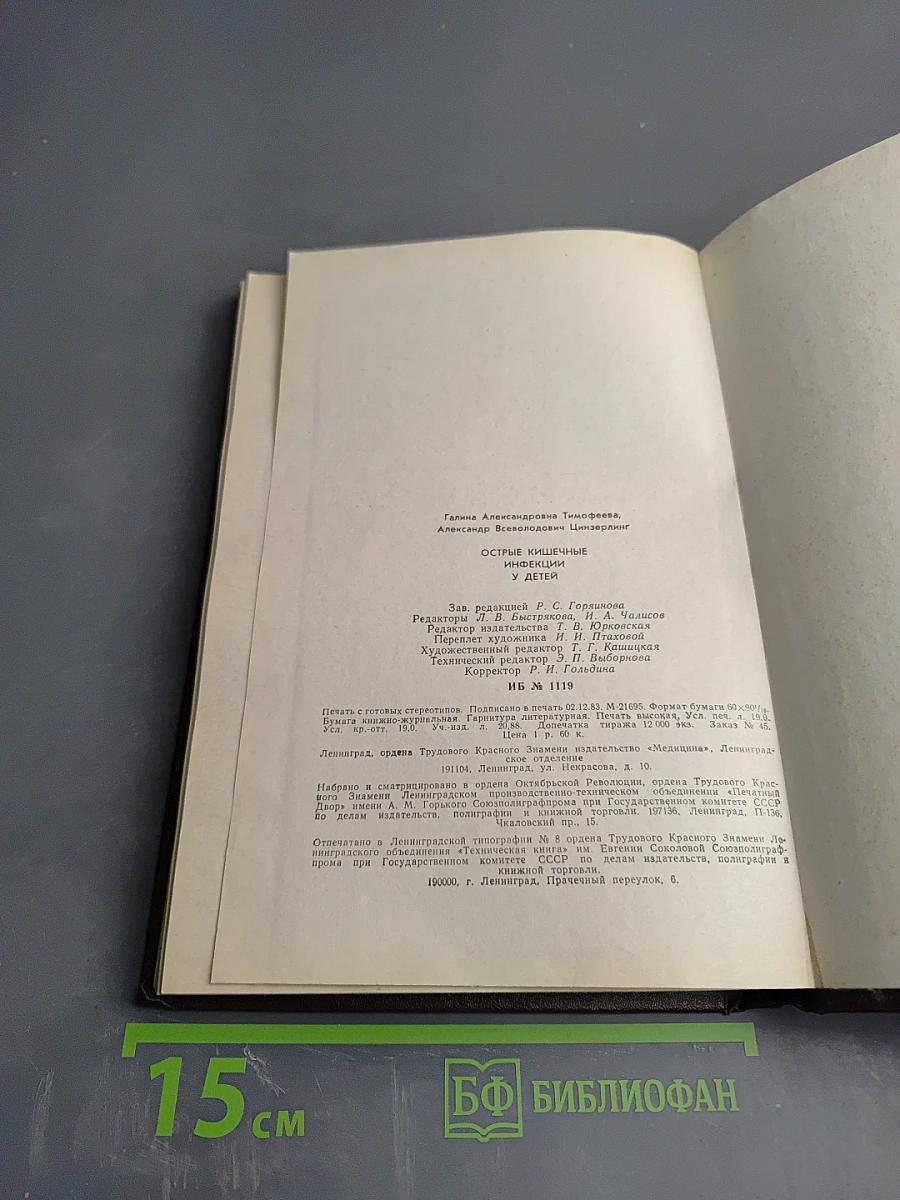 Галина Александровна Тимофеева,
Александр Всеволодович Цинзерлинг
ОСТРЫЕ КИШЕЧНЫЕ
ИНФЕКЦИИ
У ДЕТЕЙ
Зав. редакцией Р. С. Горяинова
Редакторы Л. В. Быстрякова, И. А. Чалисов
Редактор издательства Т. В. Юрковская
Переплет художника И. И. Птаховой
Художественный редактор Т. Г. Кашицкая
Технический редактор Э. П. Выборнова
Корректор Р. И. Гольдина
ИБ № 1119
Печать с готовых стереотипов. Подписано в печать 02.12.83. М-21695. Формат бумаги 60×90¹/₁₆.
Бумага книжно-журнальная. Гарнитура литературная. Печать высокая. Усл. печ. л. 19,0.
Усл. кр.-отт. 19,0. Уч.-изд. л. 20,88. Допечатка тиража 12 000 экз. Заказ № 45.
Цена 1 р. 60 к.
Ленинград, ордена Трудового Красного Знамени издательство «Медицина», Ленинград-
ское отделение
191104, Ленинград, ул. Некрасова, д. 10.
Набрано и сматрицировано в ордена Октябрьской Революции, ордена Трудового Крас-
ного Знамени Ленинградском производственно-техническом объединении «Печатный
Двор» имени А. М. Горького Союзполиграфпрома при Государственном комитете СССР
по делам издательств, полиграфии и книжной торговли. 197136, Ленинград, П-136,
Чкаловский пр., 15.
Отпечатано в Ленинградской типографии № 8 ордена Трудового Красного Знамени Ле-
нинградского объединения «Техническая книга» им. Евгении Соколовой Союзполиграф-
прома при Государственном комитете СССР по делам издательств, полиграфии и
книжной торговли.
190000, г. Ленинград, Прачечный переулок, 6.
15 см
БФ БИБЛИОФАН